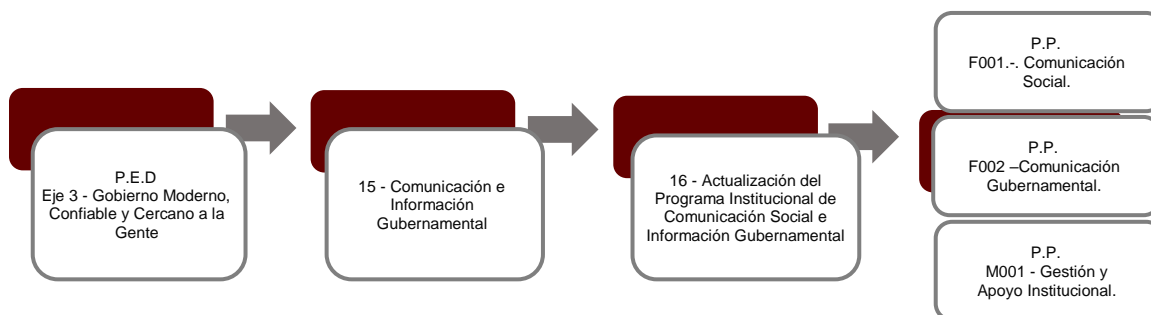 P.E.D
Eje 3 - Gobierno Moderno,
Confiable y Cercano a la
Gente
15 - Comunicación e
Información
Gubernamental
16 - Actualización del
Programa Institucional de
Comunicación Social e
Información Gubernamental
P.P.
F001.-. Comunicación
Social.
P.P.
F002 –Comunicación
Gubernamental.
P.P.
M001 - Gestión y
Apoyo Institucional.